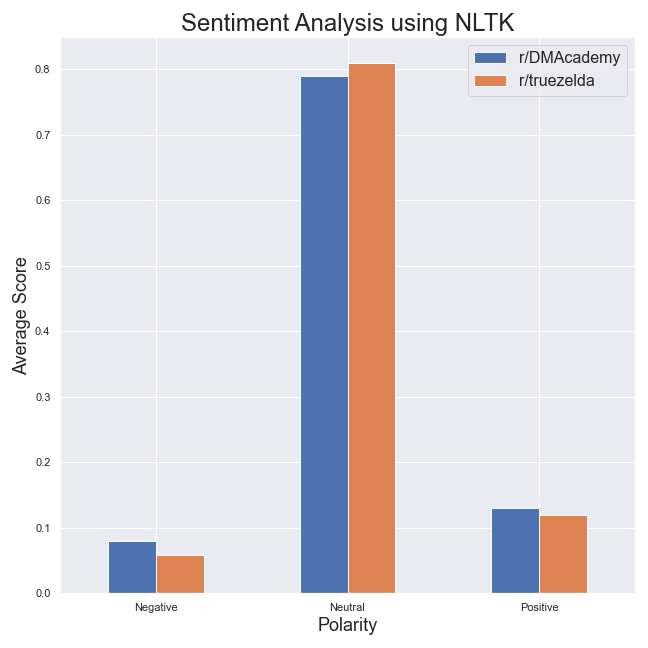 Sentiment Analysis using NLTK
r/DMAcademy
r/truezelda
Average Score
0.8
0.7
0.6
0.5
0.4
0.3
0.2
0.1
0.0
Negative Neutral Positive
Polarity